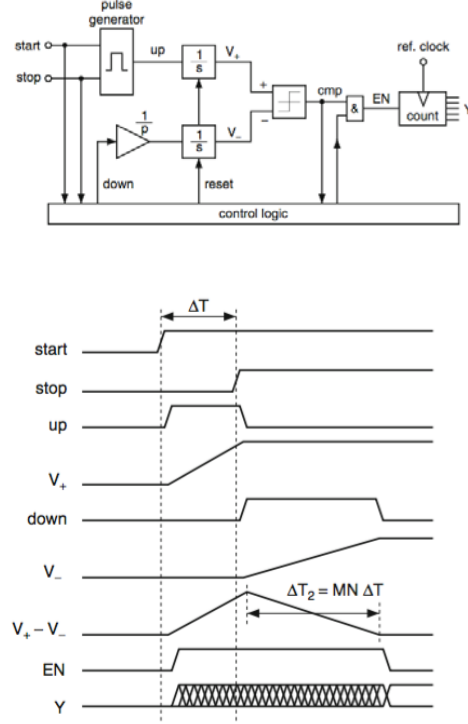 pulse
generator
start
stop
up
1
s
V+
+
−
cmp
&
EN
ref. clock
count
Y
1
p
1
s
V−
down
reset
control logic
ΔT
start
stop
up
V+
down
V−
ΔT2 = MN ΔT
V+ − V−
EN
Y